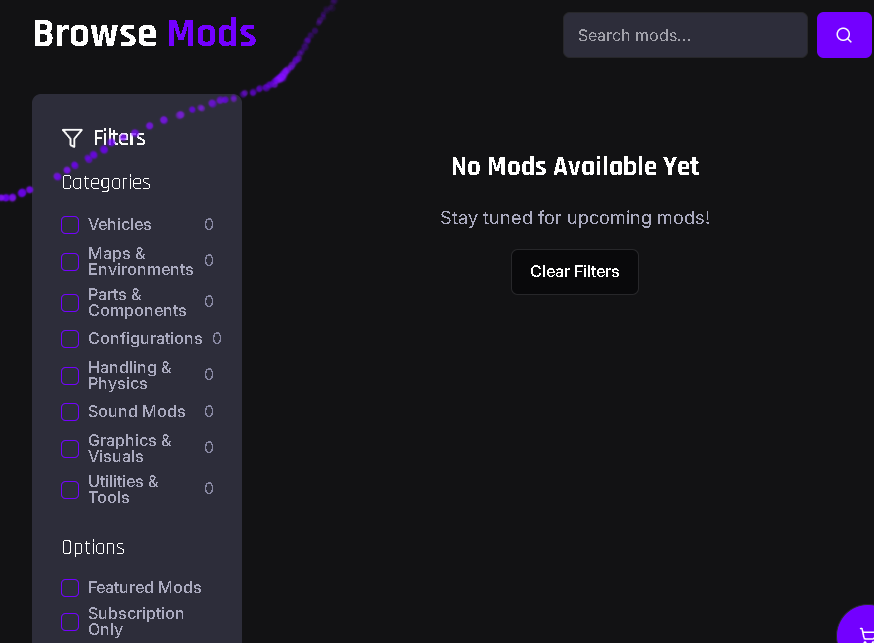 Browse Mods
Search mods...
Filters
Categories
Vehicles 0
Maps &
Environments 0
Parts &
Components 0
Configurations 0
Handling &
Physics 0
Sound Mods 0
Graphics &
Visuals 0
Utilities &
Tools 0
Options
Featured Mods
Subscription
Only
No Mods Available Yet
Stay tuned for upcoming mods!
Clear Filters